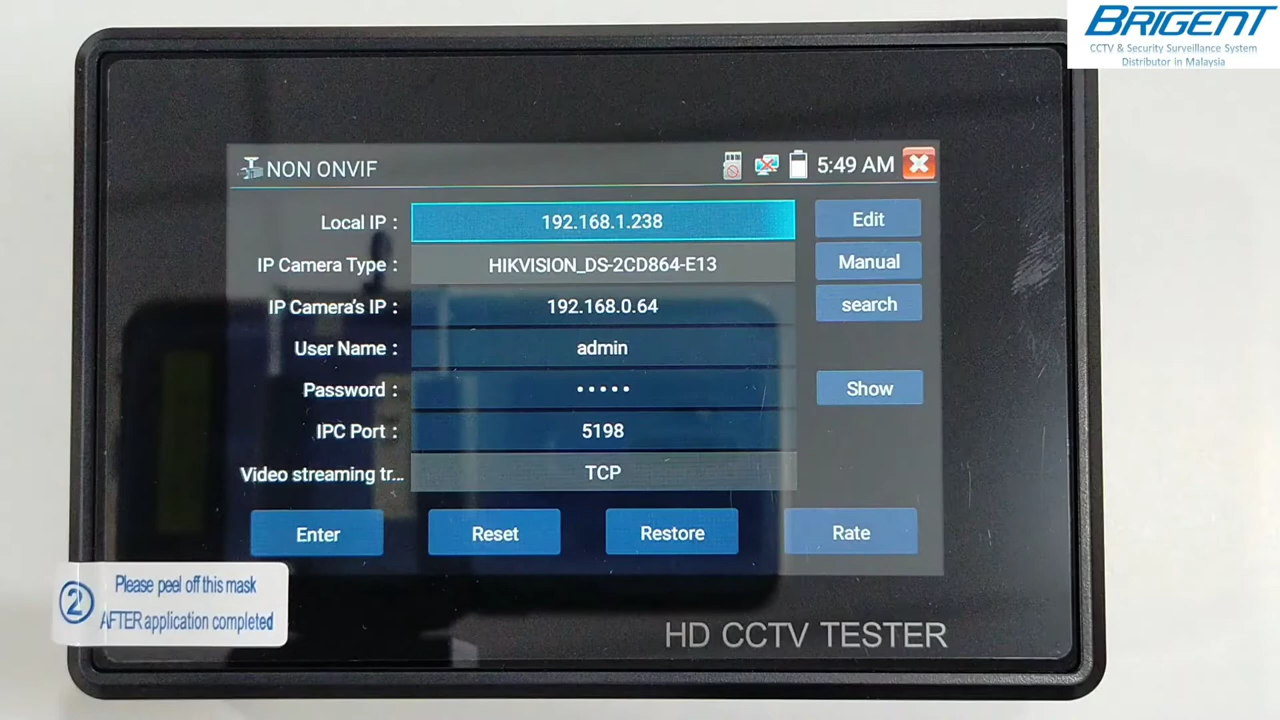 BRIGENT
CCTV & Security Surveillance System
Distributor in Malaysia
NON ONVIF
5:49 AM
Local IP : 192.168.1.238 Edit
IP Camera Type : HIKVISION_DS-2CD864-E13 Manual
IP Camera's IP : 192.168.0.64 search
User Name : admin
Password : ••••• Show
IPC Port : 5198
Video streaming tr... TCP
Enter Reset Restore Rate
2 Please peel off this mask
AFTER application completed
HD CCTV TESTER